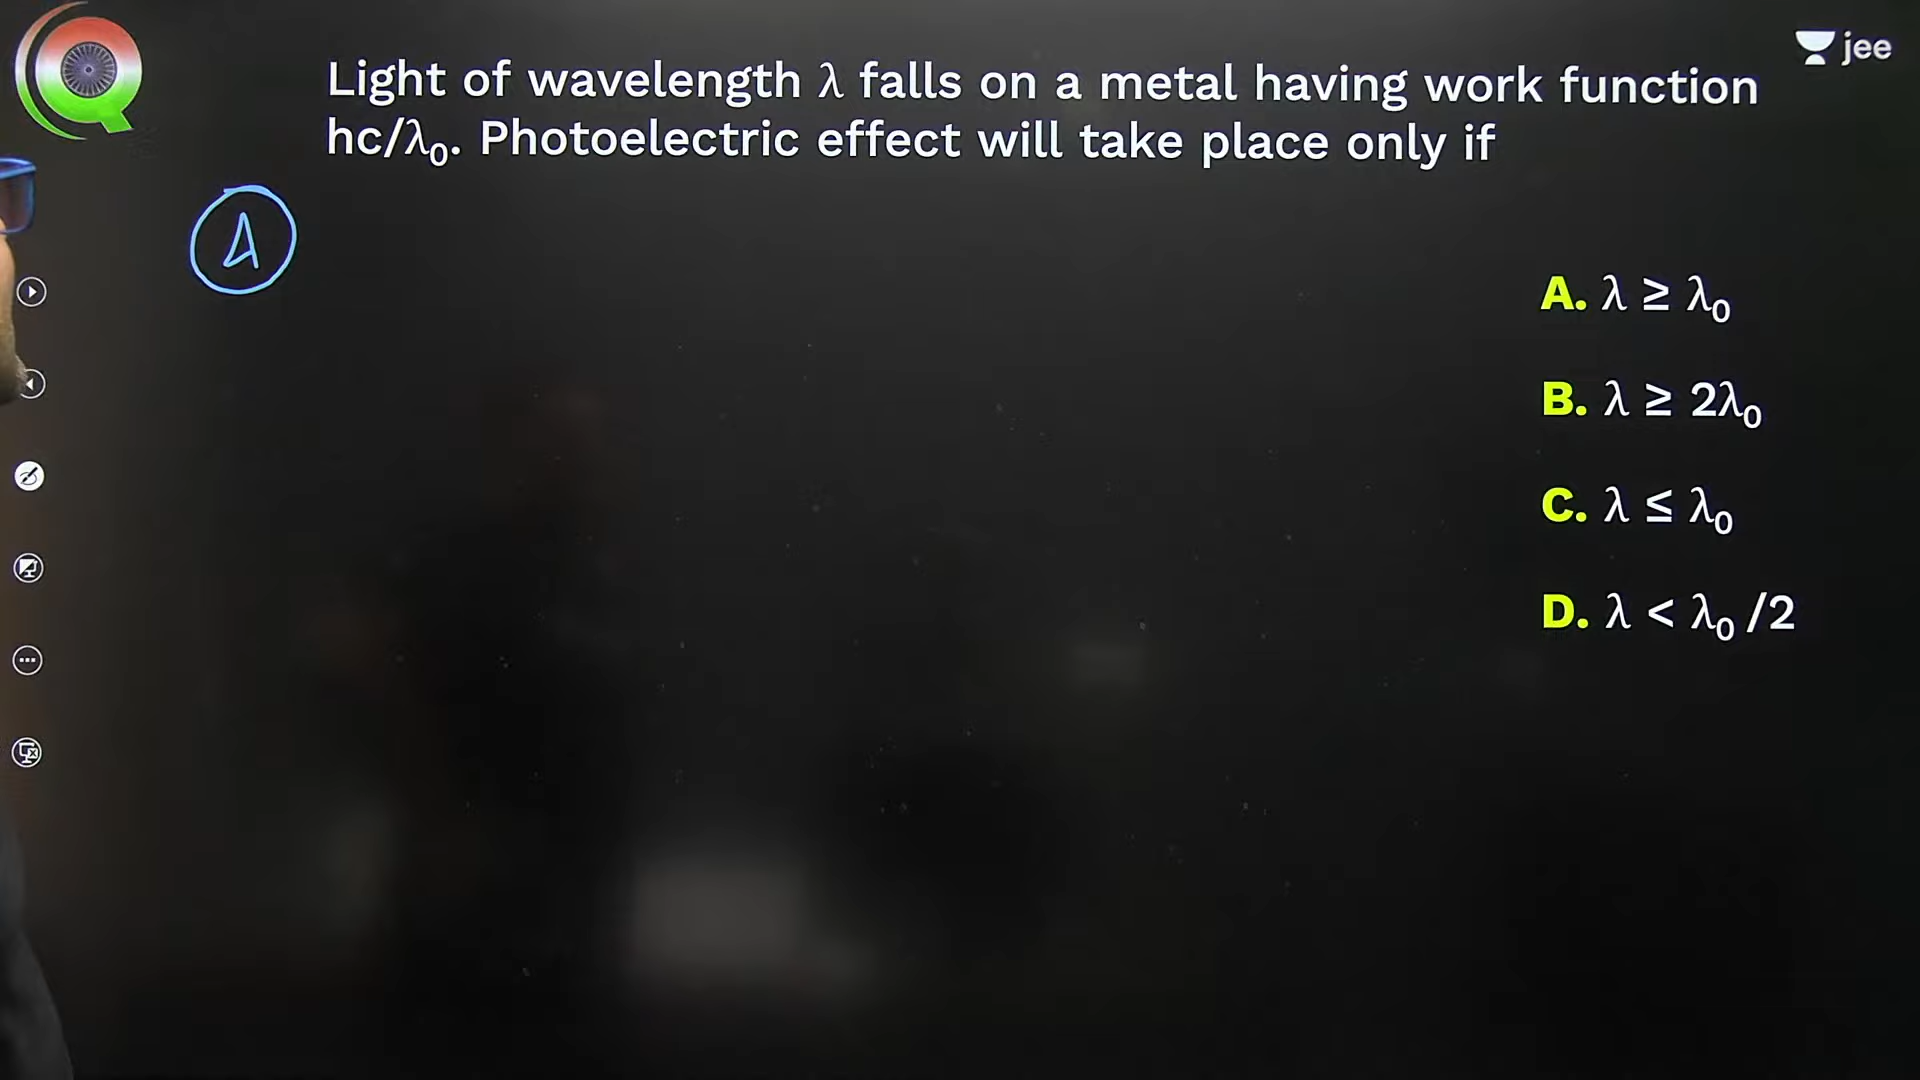 jee
Light of wavelength λ falls on a metal having work function
hc/λ₀. Photoelectric effect will take place only if
A
A. λ ≥ λ₀
B. λ ≥ 2λ₀
C. λ ≤ λ₀
D. λ < λ₀ /2